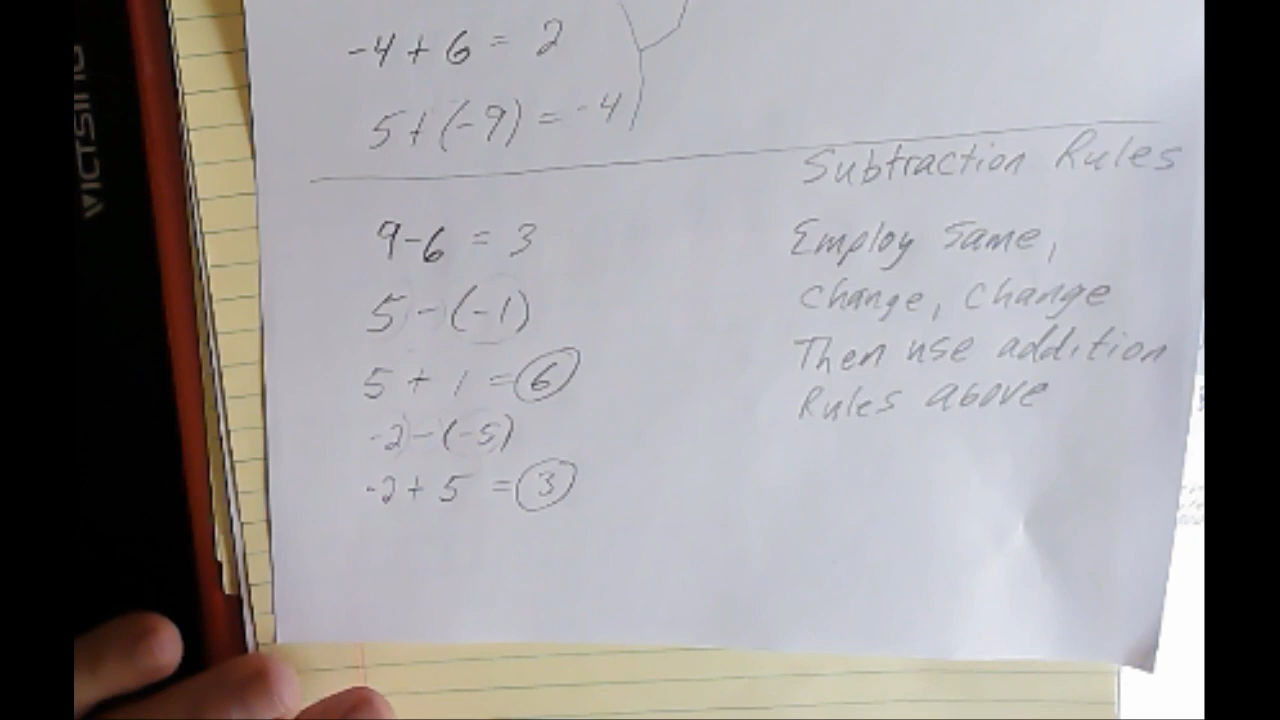 -4 + 6 = 2
5 + (-9) = -4
Subtraction Rules
9 - 6 = 3
Employ same,
5 - (-1)
change, change
5 + 1 = 6
Then use addition
-2 - (-5)
Rules above
-2 + 5 = 3
VICTSING